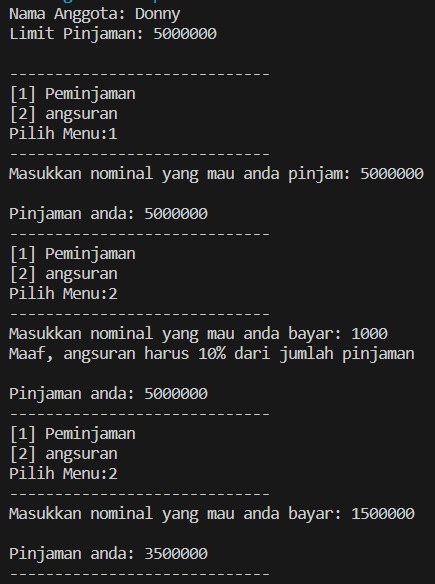 Nama Anggota: Donny
Limit Pinjaman: 5000000
-----------------------------
[1] Peminjaman
[2] angsuran
Pilih Menu:1
-----------------------------
Masukkan nominal yang mau anda pinjam: 5000000
Pinjaman anda: 5000000
-----------------------------
[1] Peminjaman
[2] angsuran
Pilih Menu:2
-----------------------------
Masukkan nominal yang mau anda bayar: 1000
Maaf, angsuran harus 10% dari jumlah pinjaman
Pinjaman anda: 5000000
-----------------------------
[1] Peminjaman
[2] angsuran
Pilih Menu:2
-----------------------------
Masukkan nominal yang mau anda bayar: 1500000
Pinjaman anda: 3500000
-----------------------------